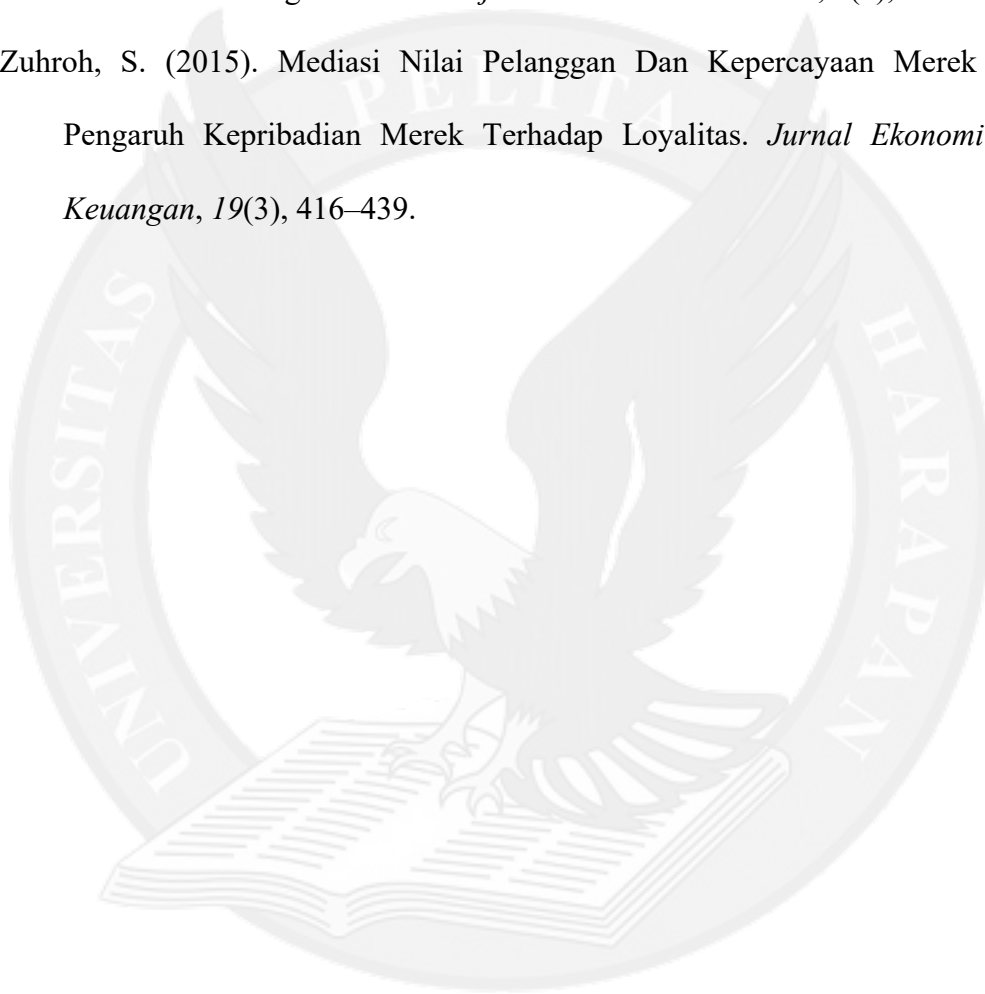 Zuhroh, S. (2015). Mediasi Nilai Pelanggan Dan Kepercayaan Merek
Pengaruh Kepribadian Merek Terhadap Loyalitas. Jurnal Ekonomi
Keuangan, 19(3), 416–439.
UNIVERSITAS PELITA HARAPAN